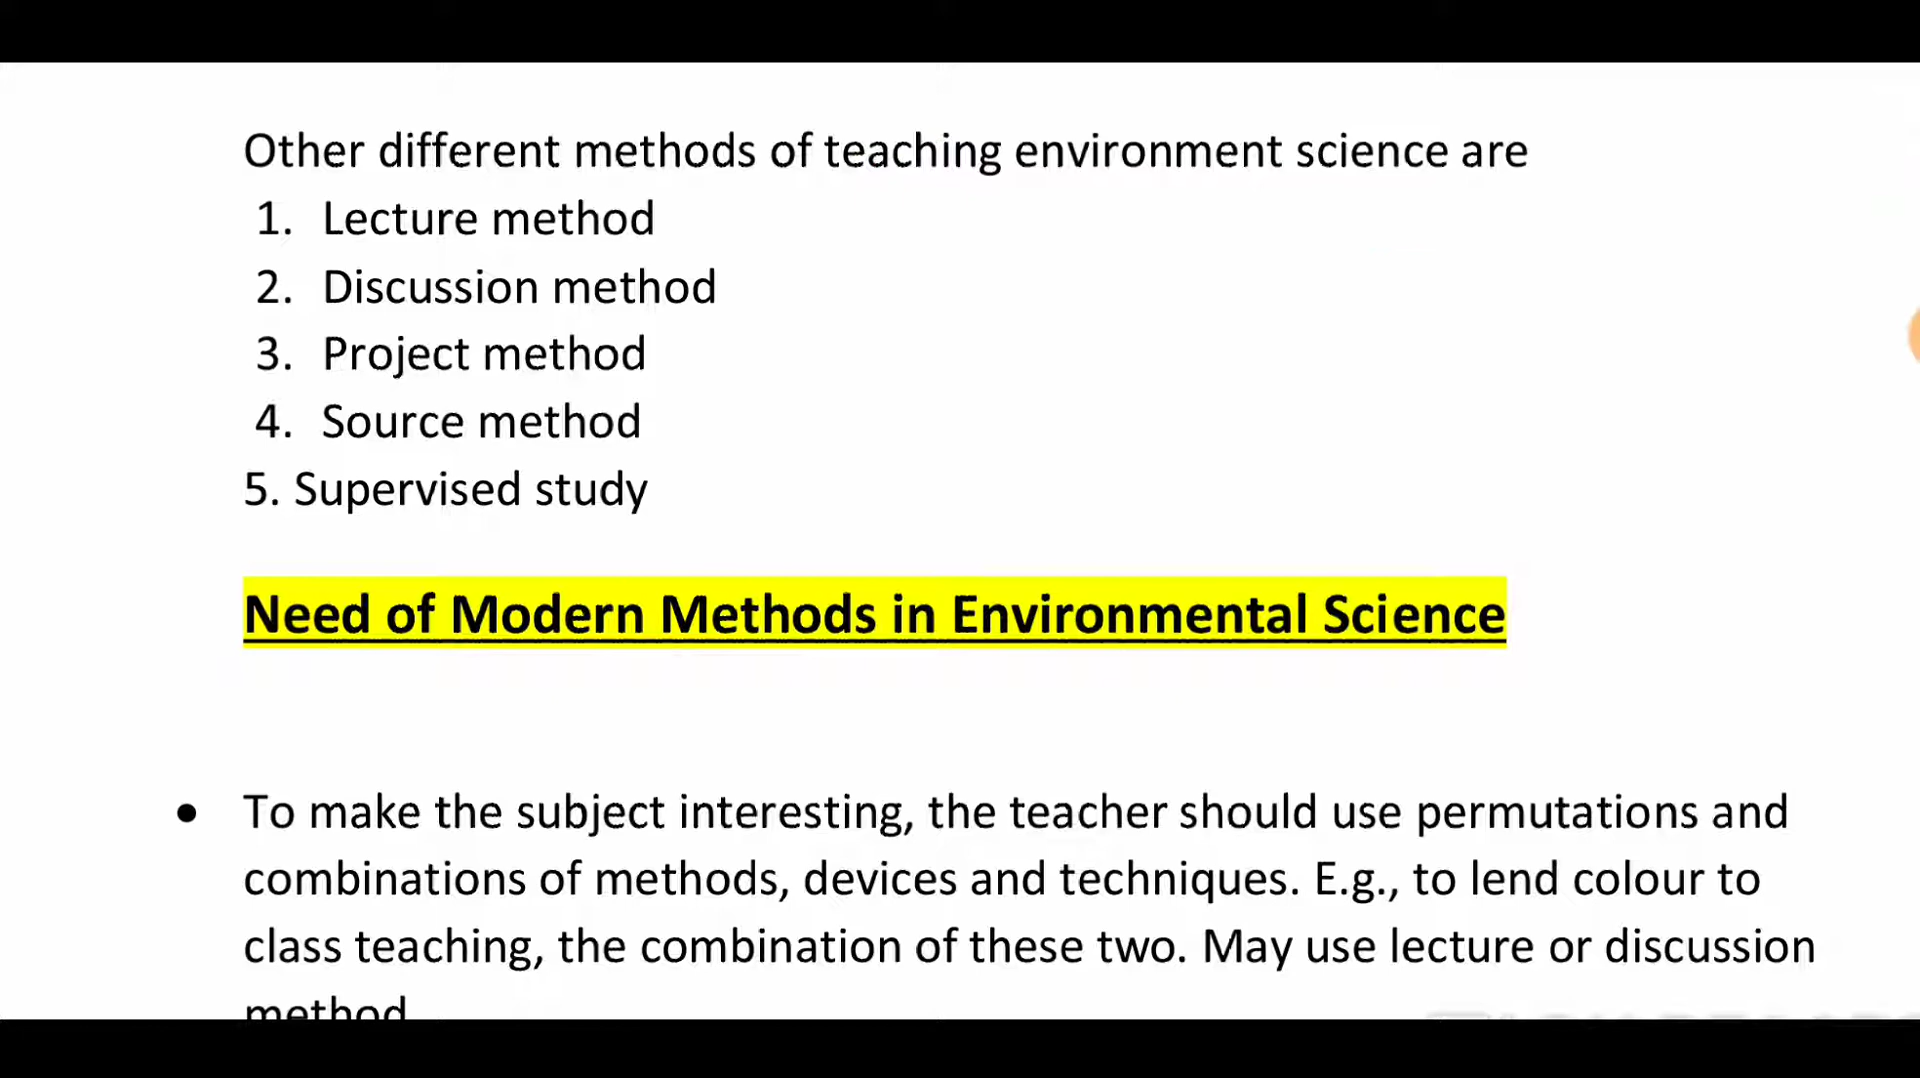 Other different methods of teaching environment science are
1. Lecture method
2. Discussion method
3. Project method
4. Source method
5. Supervised study
Need of Modern Methods in Environmental Science
• To make the subject interesting, the teacher should use permutations and
combinations of methods, devices and techniques. E.g., to lend colour to
class teaching, the combination of these two. May use lecture or discussion
method